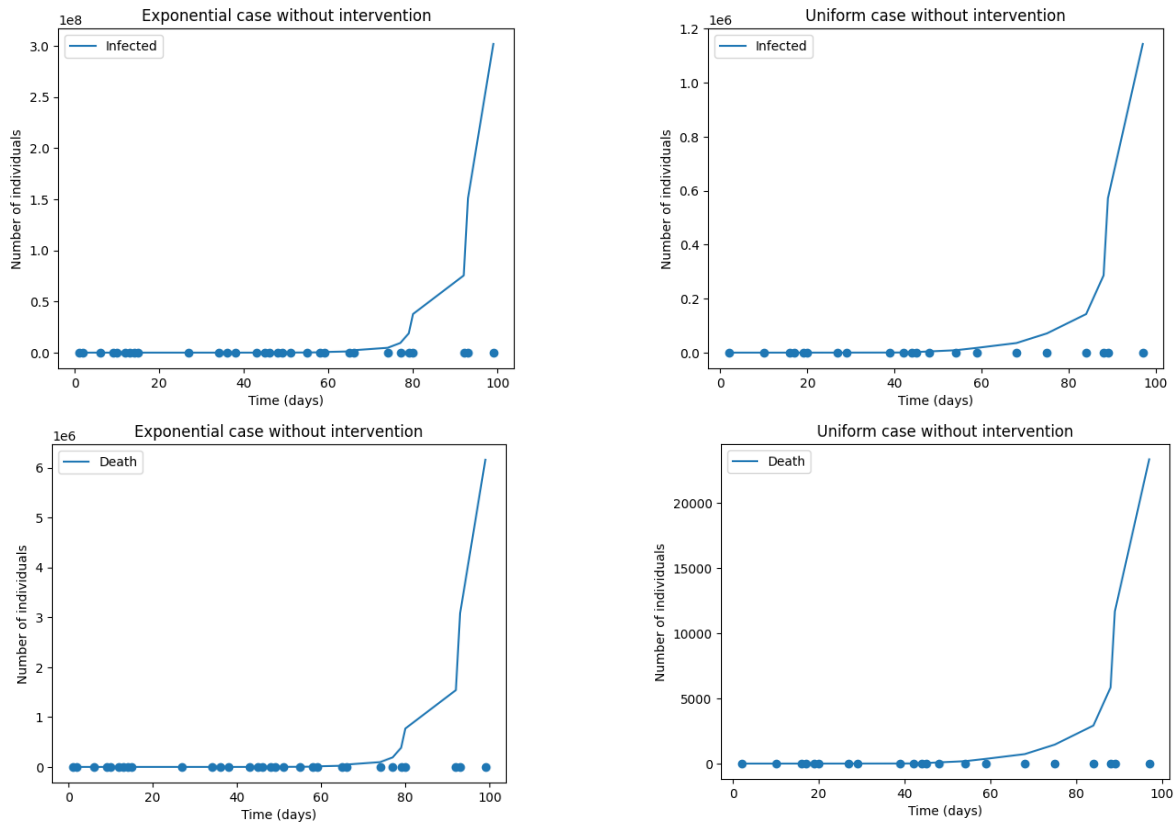 Exponential case without intervention
1e8
Infected
3.0
2.5
2.0
1.5
1.0
0.5
0.0
Number of individuals
0 20 40 60 80 100
Time (days)
Uniform case without intervention
1e6
Infected
1.2
1.0
0.8
0.6
0.4
0.2
0.0
Number of individuals
0 20 40 60 80 100
Time (days)
Exponential case without intervention
1e6
Death
6
5
4
3
2
1
0
Number of individuals
0 20 40 60 80 100
Time (days)
Uniform case without intervention
Death
20000
15000
10000
5000
0
Number of individuals
0 20 40 60 80 100
Time (days)